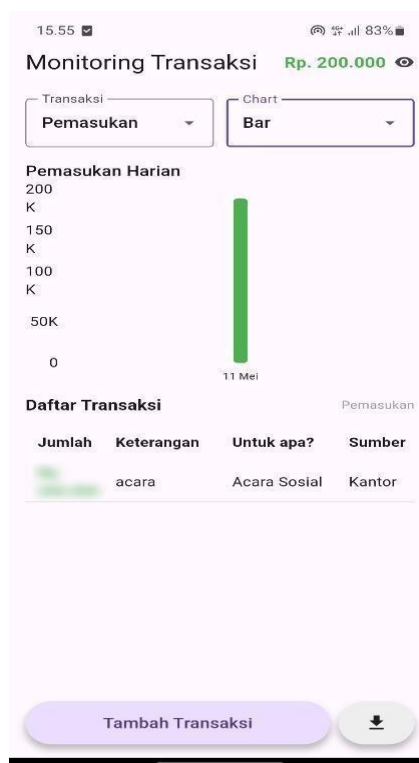 15.55 83%
Monitoring Transaksi Rp. 200.000
Transaksi Chart
Pemasukan Bar
Pemasukan Harian
200
K
150
K
100
K
50K
0
11 Mei
Daftar Transaksi Pemasukan
Jumlah Keterangan Untuk apa? Sumber
acara Acara Sosial Kantor
Tambah Transaksi